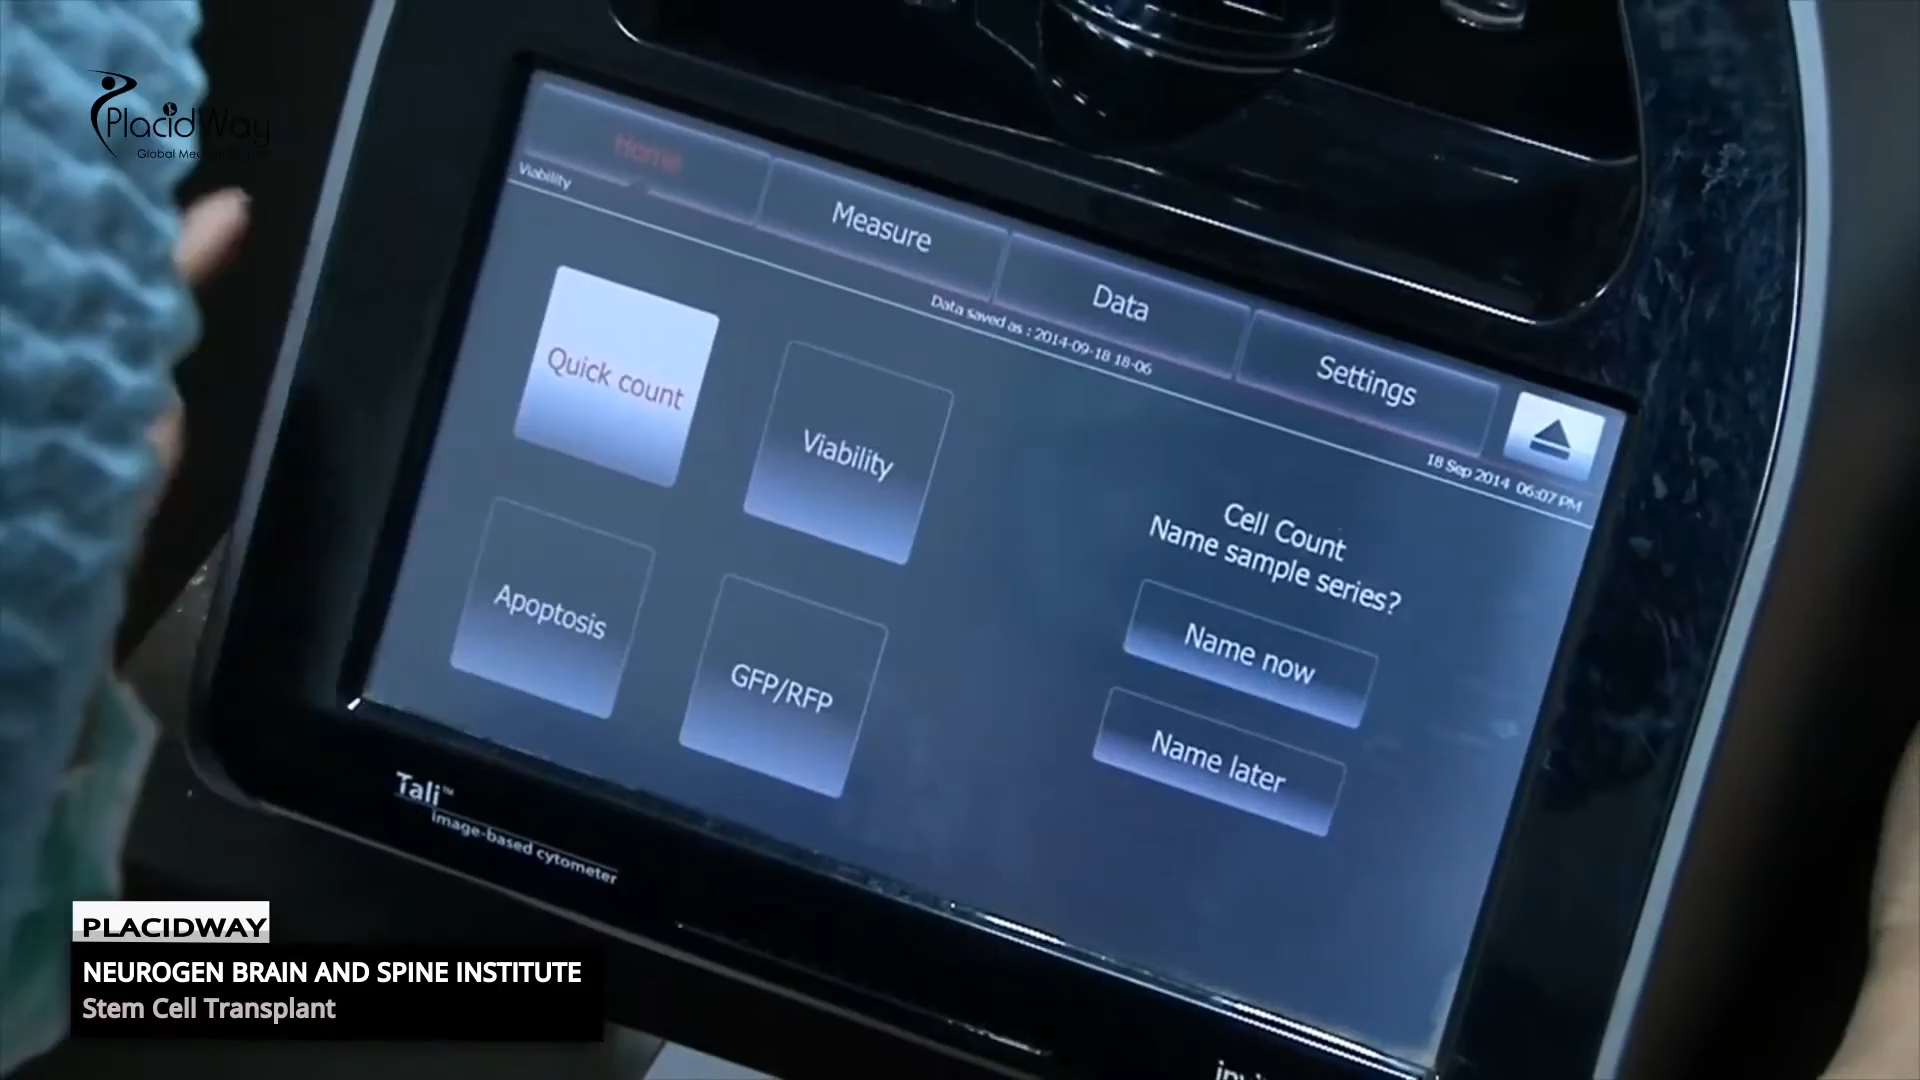 PlacidWay
Home
Measure
Data
Settings
Viability
Data saved as : 2014-09-18 18-06
18 Sep 2014 06:07 PM
Quick count
Viability
Apoptosis
GFP/RFP
Cell Count
Name sample series?
Name now
Name later
Tali™
Image-based cytometer
PLACIDWAY
NEUROGEN BRAIN AND SPINE INSTITUTE
Stem Cell Transplant